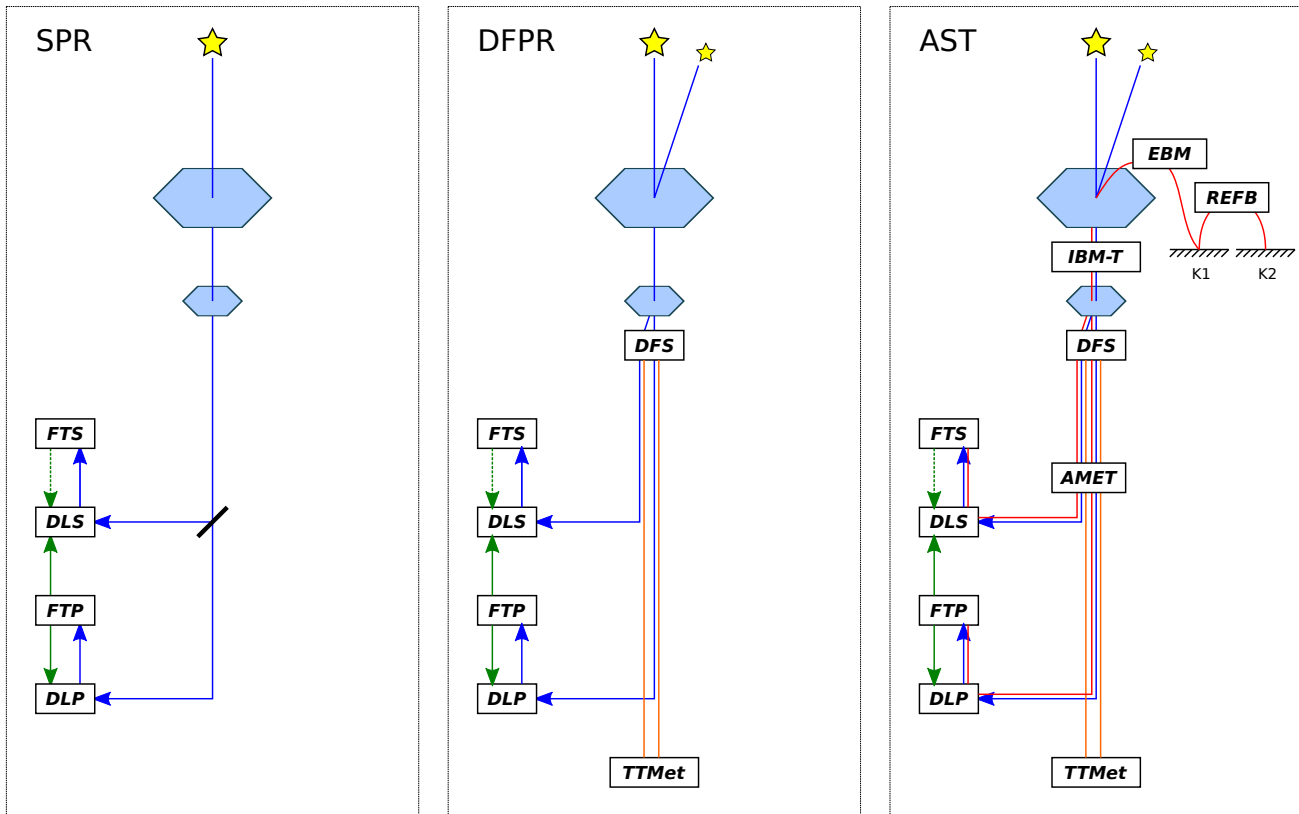 SPR
FTS
DLS
FTP
DLP
DFPR
DFS
FTS
DLS
FTP
DLP
TTMet
AST
EBM
REFB
IBM-T
K1
K2
DFS
FTS
AMET
DLS
FTP
DLP
TTMet